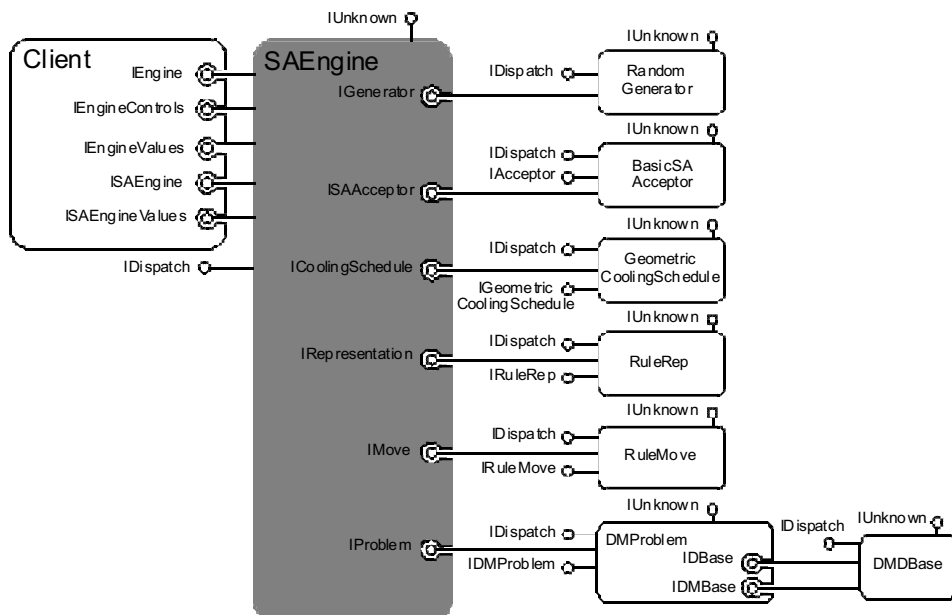 IUnknown
Client
IEngine
IEngineControls
IEngineValues
ISAEngine
ISAEngineValues
IDispatch
SAEngine
IGenerator
ISAAcceptor
ICoolingSchedule
IRepresentation
IMove
IProblem
IUnknown
IDispatch
Random
Generator
IUnknown
IDispatch
IAcceptor
BasicSA
Acceptor
IUnknown
IDispatch
IGeometric
CoolingSchedule
Geometric
CoolingSchedule
IUnknown
IDispatch
IRuleRep
RuleRep
IUnknown
IDispatch
IRuleMove
RuleMove
IUnknown
IDispatch
IDMProblem
DMProblem
IDBase
IDMBase
IUnknown
IDispatch
DMDBase